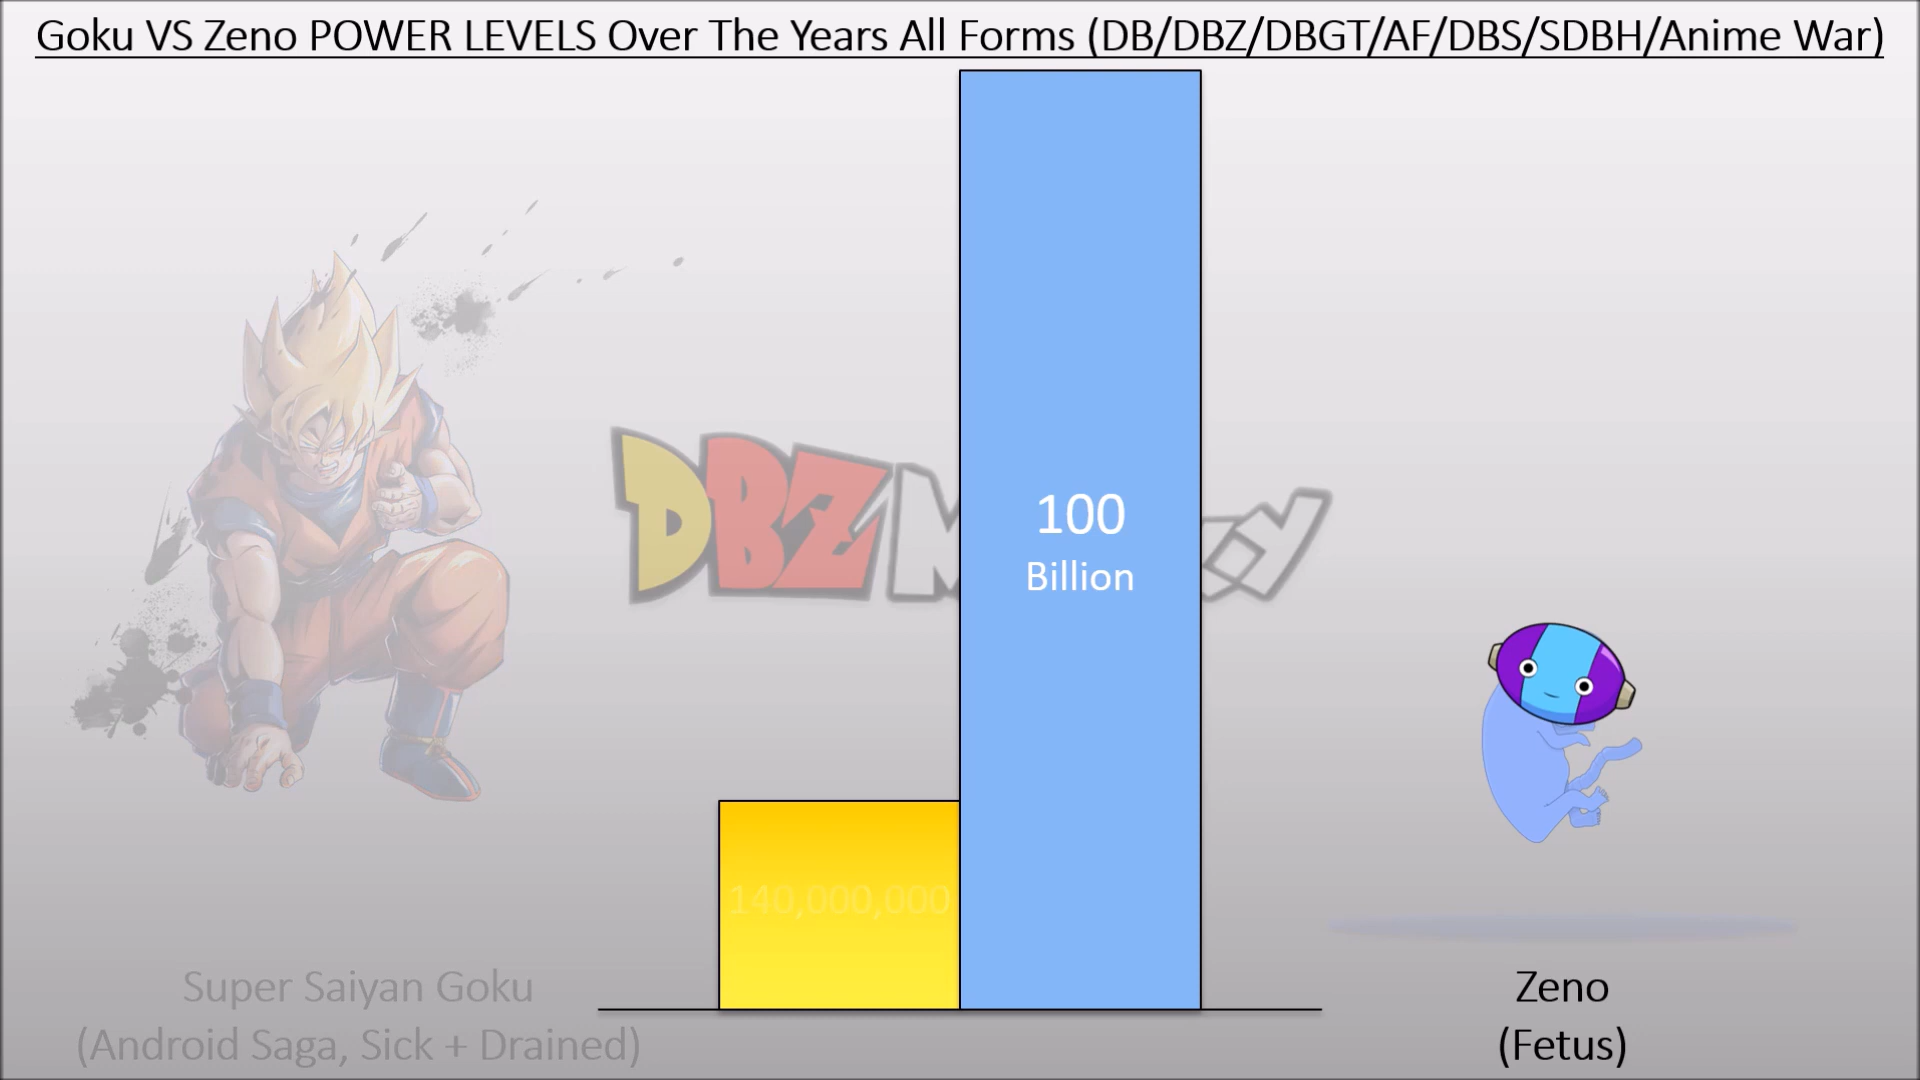 Goku VS Zeno POWER LEVELS Over The Years All Forms (DB/DBZ/DBGT/AF/DBS/SDBH/Anime War)
DBZ
100
Billion
140,000,000
Super Saiyan Goku
(Android Saga, Sick + Drained)
Zeno
(Fetus)